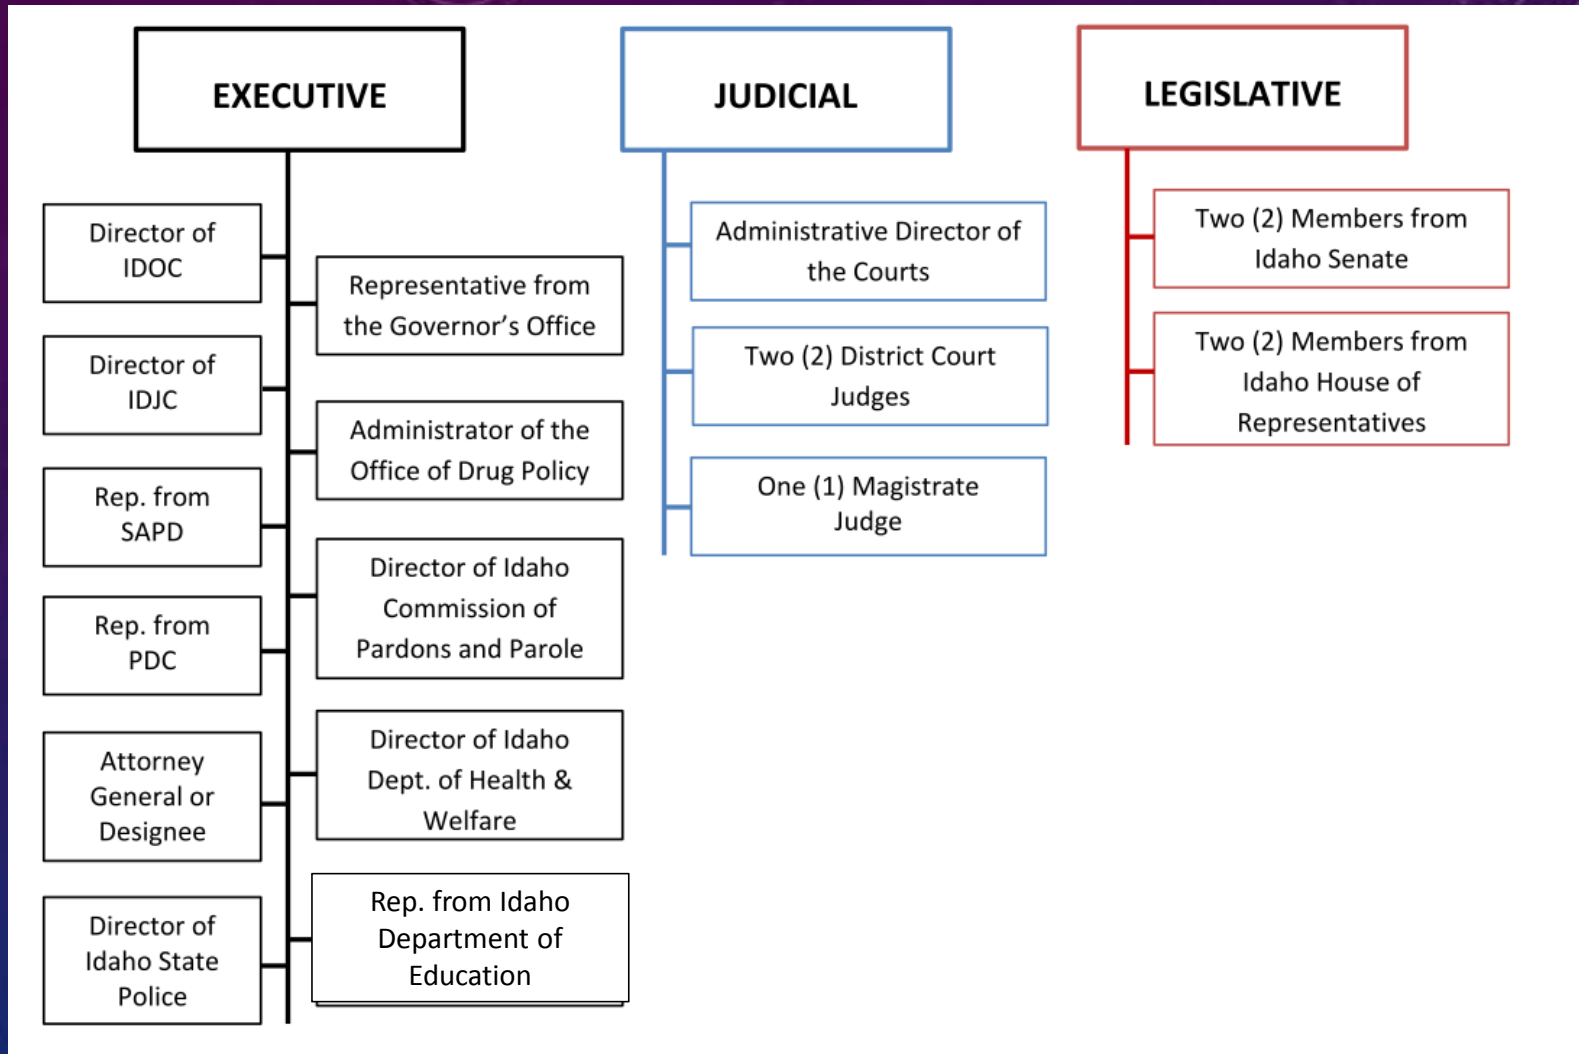 EXECUTIVE
Director of
IDOC
Representative from
the Governor’s Office
Director of
IDJC
Administrator of the
Office of Drug Policy
Rep. from
SAPD
Director of Idaho
Commission of
Pardons and Parole
Rep. from
PDC
Director of Idaho
Dept. of Health &
Welfare
Attorney
General or
Designee
Rep. from Idaho
Department of
Education
Director of
Idaho State
Police
JUDICIAL
Administrative Director of
the Courts
Two (2) District Court
Judges
One (1) Magistrate
Judge
LEGISLATIVE
Two (2) Members from
Idaho Senate
Two (2) Members from
Idaho House of
Representatives